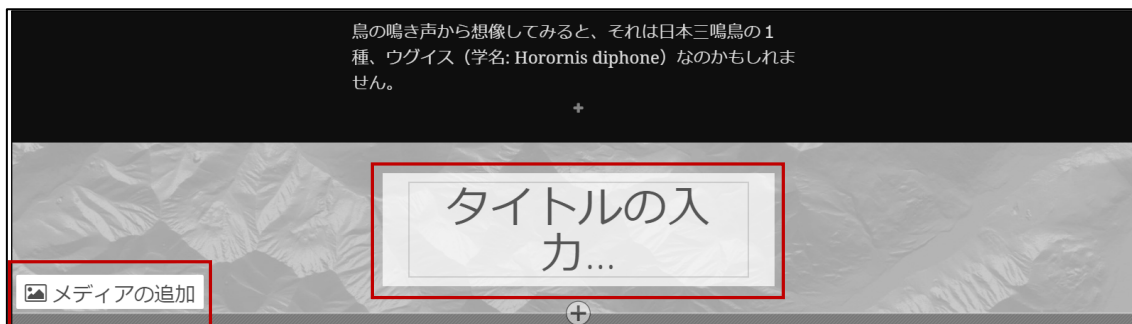 鳥の鳴き声から想像してみると、それは日本三鳴鳥の１
種、ウグイス（学名: Horornis diphone）なのかもしれま
せん。
タイトルの入
力...
メディアの追加